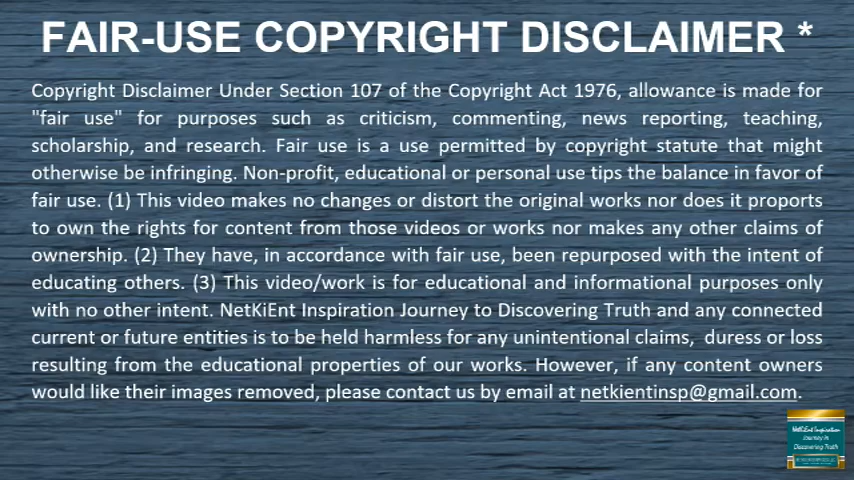 FAIR-USE COPYRIGHT DISCLAIMER *
Copyright Disclaimer Under Section 107 of the Copyright Act 1976, allowance is made for
"fair use" for purposes such as criticism, commenting, news reporting, teaching,
scholarship, and research. Fair use is a use permitted by copyright statute that might
otherwise be infringing. Non-profit, educational or personal use tips the balance in favor of
fair use. (1) This video makes no changes or distort the original works nor does it proports
to own the rights for content from those videos or works nor makes any other claims of
ownership. (2) They have, in accordance with fair use, been repurposed with the intent of
educating others. (3) This video/work is for educational and informational purposes only
with no other intent. NetKiEnt Inspiration Journey to Discovering Truth and any connected
current or future entities is to be held harmless for any unintentional claims, duress or loss
resulting from the educational properties of our works. However, if any content owners
would like their images removed, please contact us by email at netkientinsp@gmail.com.
NetKiEnt Inspiration
Journey in
Discovering Truth